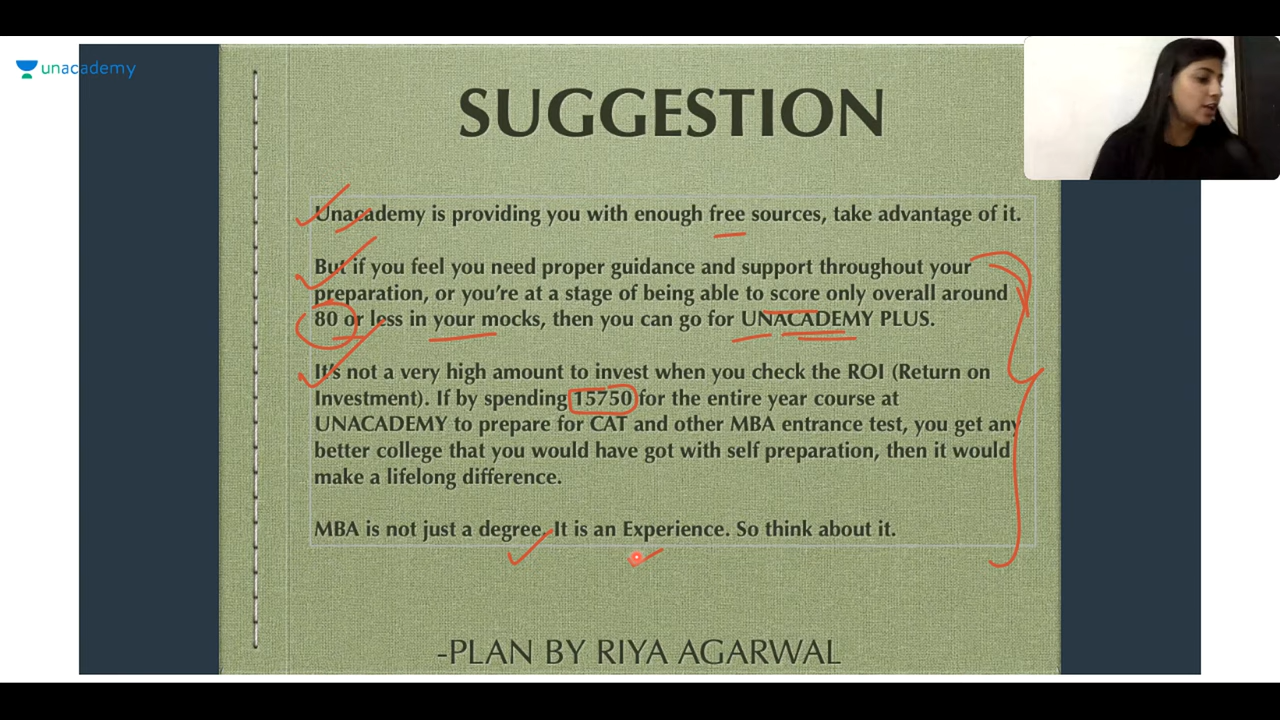 unacademy
SUGGESTION
Unacademy is providing you with enough free sources, take advantage of it.
But if you feel you need proper guidance and support throughout your
preparation, or you're at a stage of being able to score only overall around
80 or less in your mocks, then you can go for UNACADEMY PLUS.
It's not a very high amount to invest when you check the ROI (Return on
Investment). If by spending 15750 for the entire year course at
UNACADEMY to prepare for CAT and other MBA entrance test, you get any
better college that you would have got with self preparation, then it would
make a lifelong difference.
MBA is not just a degree. It is an Experience. So think about it.
-PLAN BY RIYA AGARWAL